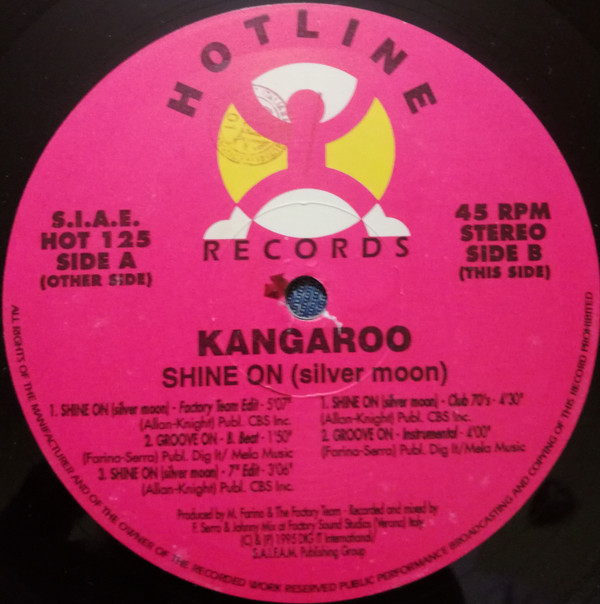 HOTLINE
RECORDS
S.I.A.E.
HOT 125
SIDE A
(OTHER SIDE)
45 RPM
STEREO
SIDE B
(THIS SIDE)
KANGAROO
SHINE ON (silver moon)
1. SHINE ON (silver moon) - Factory Team Edit - 5'07"
(Allan-Knight) Publ. CBS Inc.
2. GROOVE ON - B. Beat - 1'50"
(Farina-Serra) Publ. Dig It/ Mela Music
3. SHINE ON (silver moon) - 7" Edit - 3'06"
(Allan-Knight) Publ. CBS Inc.
1. SHINE ON (silver moon) - Club 70's - 4'30"
(Allan-Knight) Publ. CBS Inc.
2. GROOVE ON - Instrumental - 4'00"
(Farina-Serra) Publ. Dig It/ Mela Music
Produced by M. Farina & The Factory Team - Recorded and mixed by
F. Serra & Johnny Mix at Factory Sound Studios (Verona) Italy
(C) & (P) 1995 DIG IT International/
S.A.I.F.A.M. Publishing Group
ALL RIGHTS OF THE MANUFACTURER AND OF THE OWNER OF THE RECORDED WORK RESERVED PUBLIC PERFORMANCE BROADCASTING AND COPYING OF THIS RECORD PROHIBITED